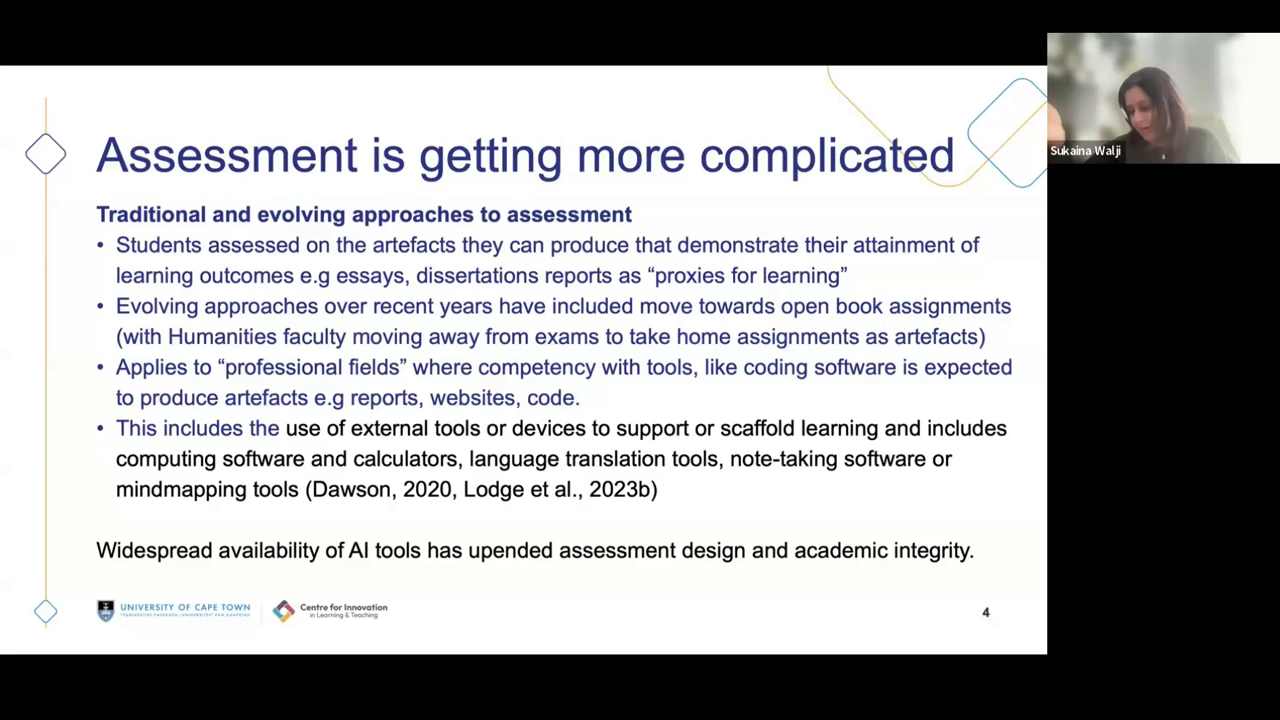 Assessment is getting more complicated
Sukaina Walji
Traditional and evolving approaches to assessment
• Students assessed on the artefacts they can produce that demonstrate their attainment of
learning outcomes e.g essays, dissertations reports as “proxies for learning”
• Evolving approaches over recent years have included move towards open book assignments
(with Humanities faculty moving away from exams to take home assignments as artefacts)
• Applies to “professional fields” where competency with tools, like coding software is expected
to produce artefacts e.g reports, websites, code.
• This includes the use of external tools or devices to support or scaffold learning and includes
computing software and calculators, language translation tools, note-taking software or
mindmapping tools (Dawson, 2020, Lodge et al., 2023b)
Widespread availability of AI tools has upended assessment design and academic integrity.
UNIVERSITY OF CAPE TOWN
Centre for Innovation
in Learning & Teaching
4